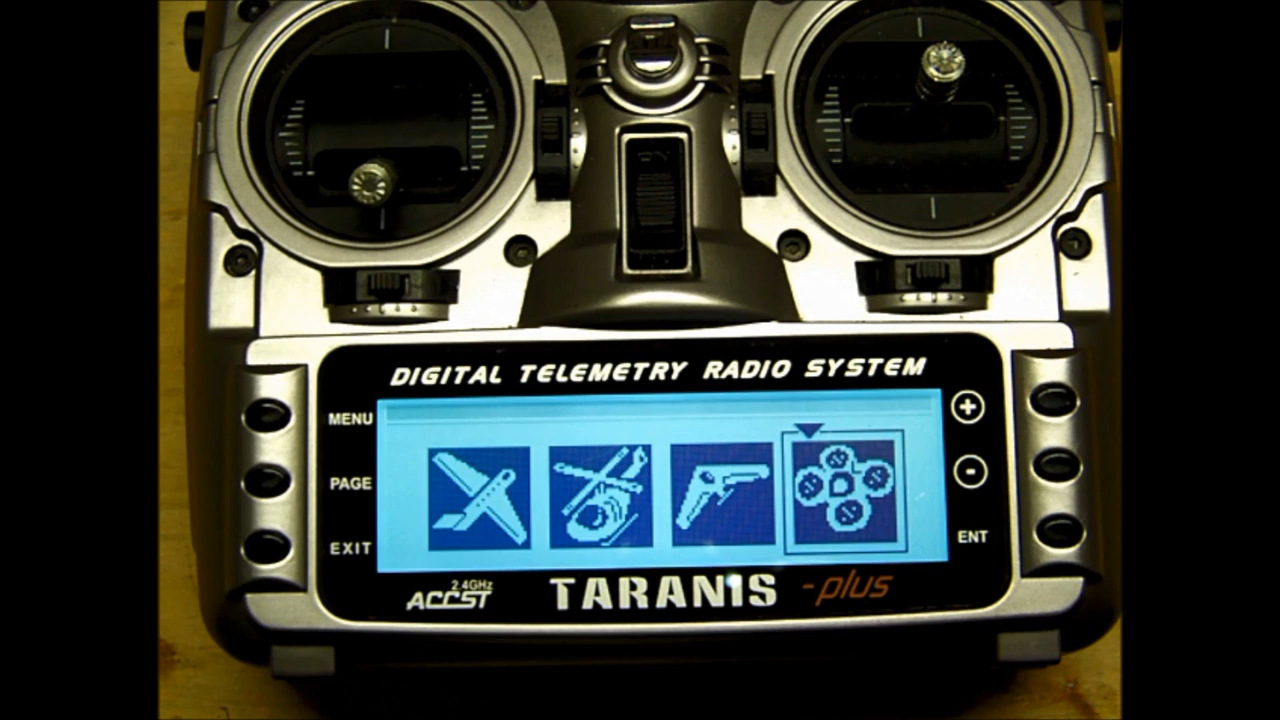 DIGITAL TELEMETRY RADIO SYSTEM
MENU
PAGE
EXIT
+
-
ENT
2.4GHz
ACCST
TARANIS -plus